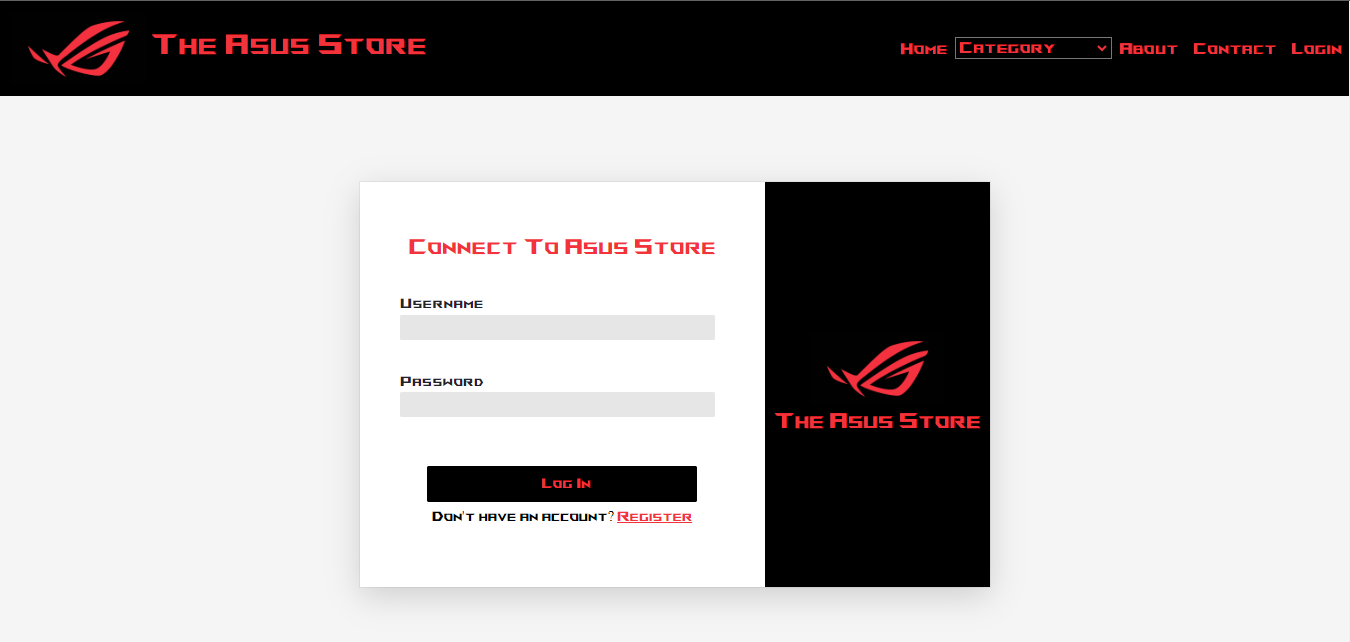 The Asus Store
Home Category About Contact Login
Connect To Asus Store
Username
Password
Log In
Don't have an account? Register
The Asus Store